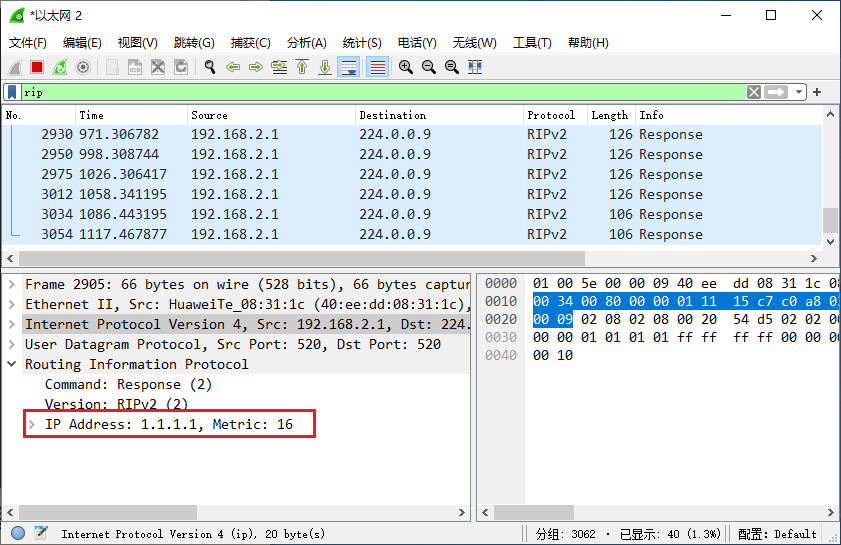 *以太网 2
文件(F) 编辑(E) 视图(V) 跳转(G) 捕获(C) 分析(A) 统计(S) 电话(Y) 无线(W) 工具(T) 帮助(H)
rip
No. Time Source Destination Protocol Length Info
2930 971.306782 192.168.2.1 224.0.0.9 RIPv2 126 Response
2950 998.308744 192.168.2.1 224.0.0.9 RIPv2 126 Response
2975 1026.306417 192.168.2.1 224.0.0.9 RIPv2 126 Response
3012 1058.341195 192.168.2.1 224.0.0.9 RIPv2 126 Response
3034 1086.443195 192.168.2.1 224.0.0.9 RIPv2 106 Response
3054 1117.467877 192.168.2.1 224.0.0.9 RIPv2 106 Response
Frame 2905: 66 bytes on wire (528 bits), 66 bytes captur
Ethernet II, Src: HuaweiTe_08:31:1c (40:ee:dd:08:31:1c),
Internet Protocol Version 4, Src: 192.168.2.1, Dst: 224.
User Datagram Protocol, Src Port: 520, Dst Port: 520
Routing Information Protocol
Command: Response (2)
Version: RIPv2 (2)
IP Address: 1.1.1.1, Metric: 16
0000 01 00 5e 00 00 09 40 ee dd 08 31 1c 08
0010 00 34 00 80 00 00 01 11 15 c7 c0 a8 02
0020 00 09 02 08 02 08 00 20 54 d5 02 02 00
0030 00 00 01 01 01 01 ff ff ff ff 00 00 00
0040 00 10
Internet Protocol Version 4 (ip), 20 byte(s)
分组: 3062 · 已显示: 40 (1.3%)
配置: Default